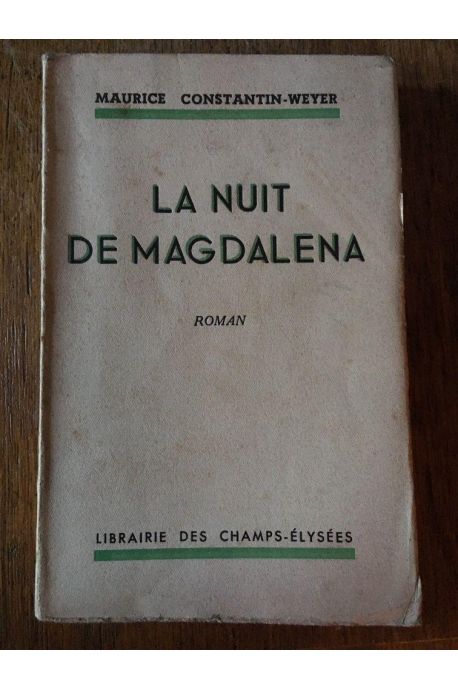 MAURICE CONSTANTIN-WEYER
LA NUIT
DE MAGDALENA
ROMAN
LIBRAIRIE DES CHAMPS-ÉLYSÉES